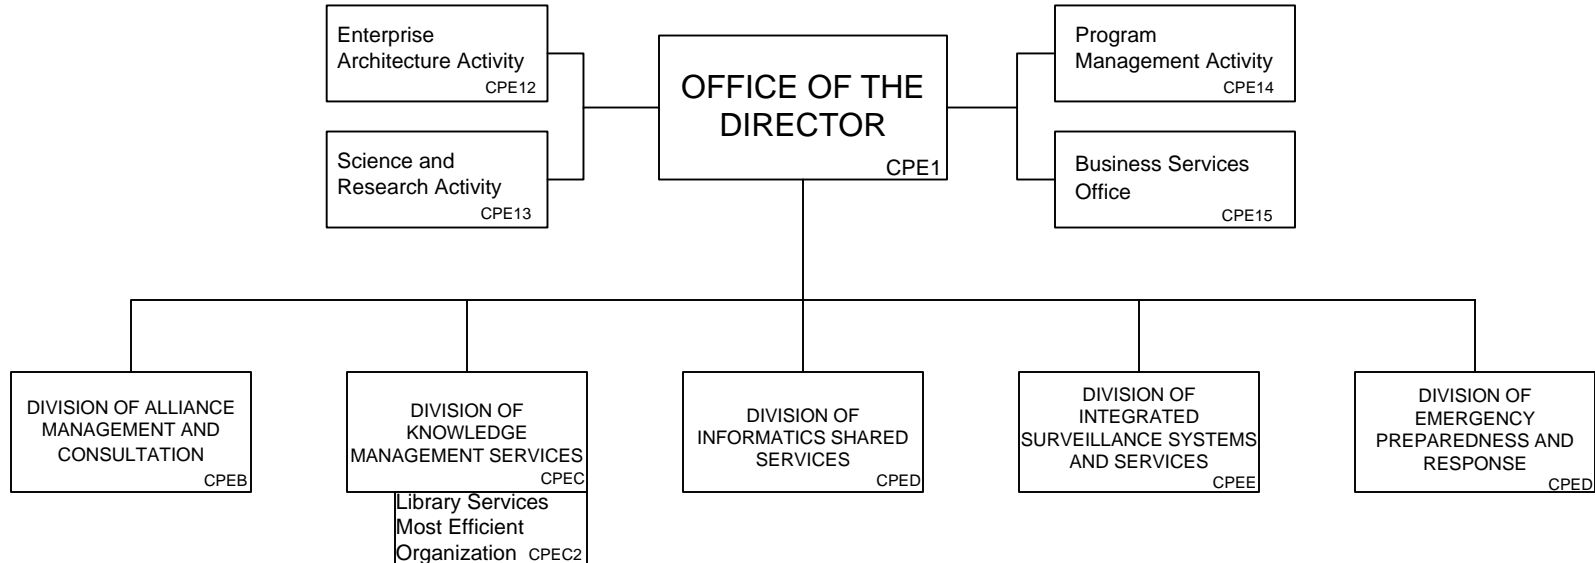 Enterprise
Architecture Activity
CPE12
Science and
Research Activity
CPE13
OFFICE OF THE
DIRECTOR
CPE1
Program
Management Activity
CPE14
Business Services
Office
CPE15
DIVISION OF ALLIANCE
MANAGEMENT AND
CONSULTATION
CPEB
DIVISION OF
KNOWLEDGE
MANAGEMENT SERVICES
CPEC
Library Services
Most Efficient
Organization CPEC2
DIVISION OF
INFORMATICS SHARED
SERVICES
CPED
DIVISION OF
INTEGRATED
SURVEILLANCE SYSTEMS
AND SERVICES
CPEE
DIVISION OF
EMERGENCY
PREPAREDNESS AND
RESPONSE
CPED